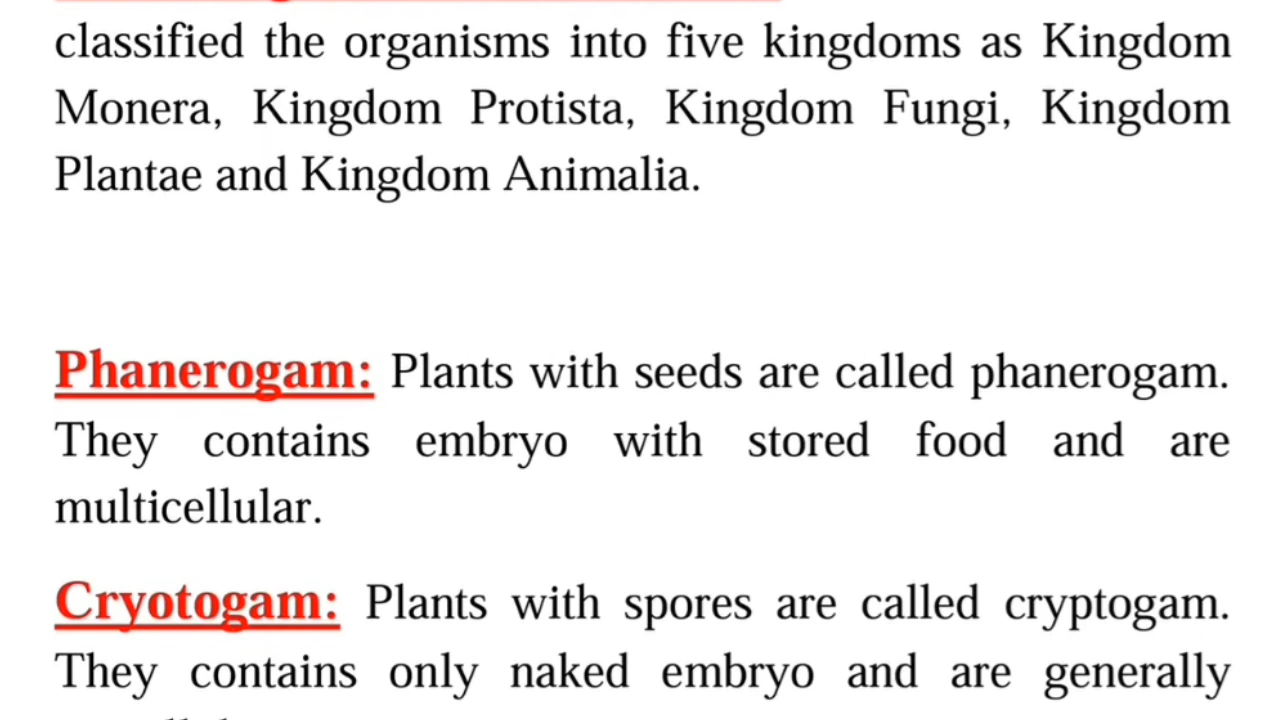 classified the organisms into five kingdoms as Kingdom
Monera, Kingdom Protista, Kingdom Fungi, Kingdom
Plantae and Kingdom Animalia.
Phanerogam: Plants with seeds are called phanerogam.
They contains embryo with stored food and are
multicellular.
Cryotogam: Plants with spores are called cryptogam.
They contains only naked embryo and are generally